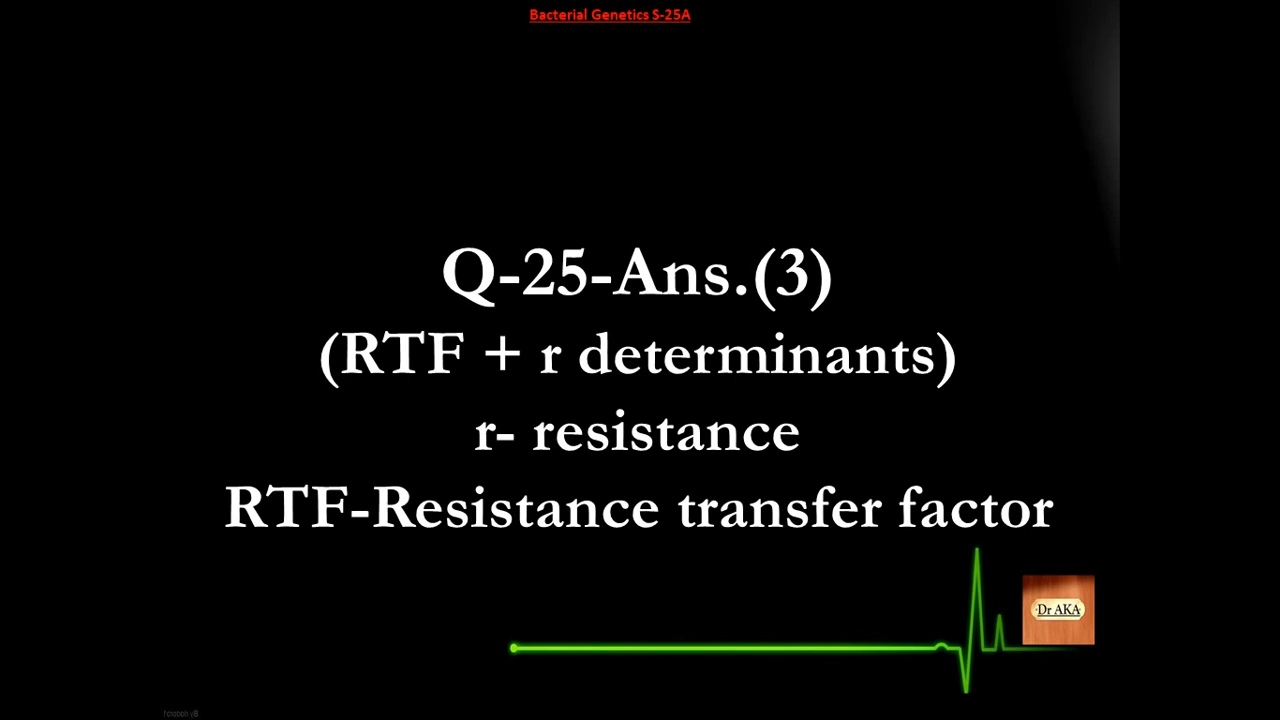 Bacterial Genetics S-25A
Q-25-Ans.(3)
(RTF + r determinants)
r- resistance
RTF-Resistance transfer factor
Dr AKA